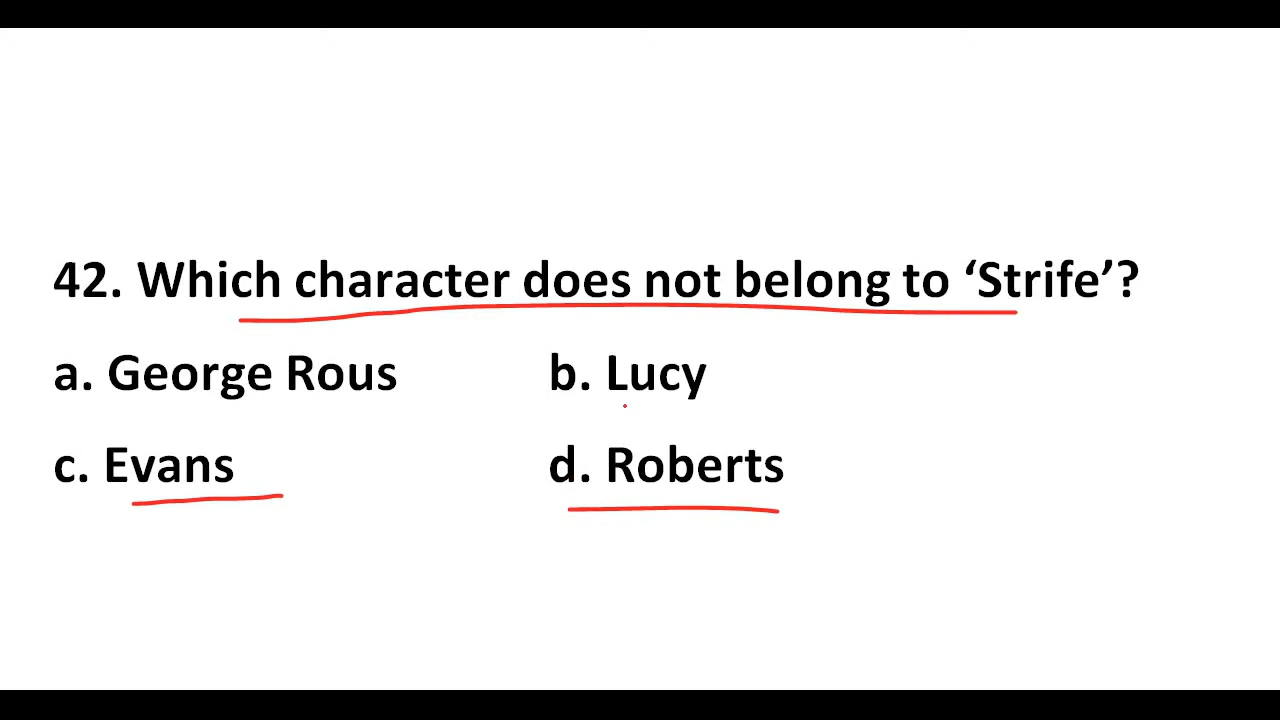 42. Which character does not belong to ‘Strife’?
a. George Rous b. Lucy
c. Evans d. Roberts